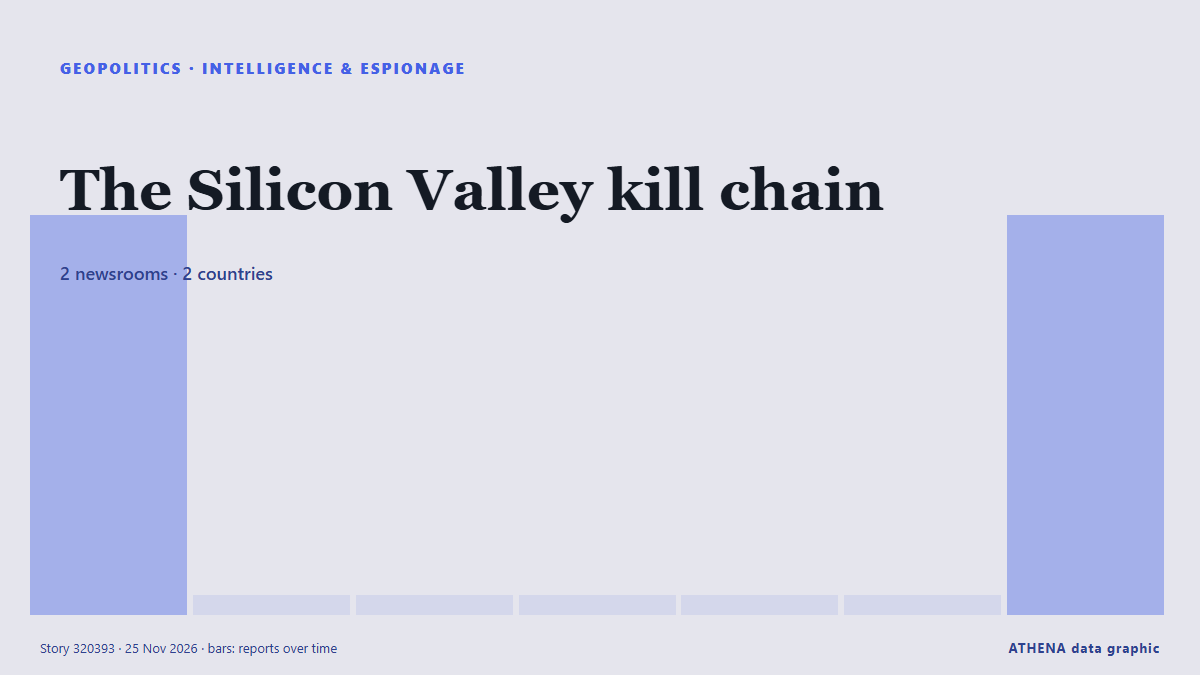 GEOPOLITICS · INTELLIGENCE & ESPIONAGE
The Silicon Valley kill chain
2 newsrooms · 2 countries
Story 320393 · 25 Nov 2026 · bars: reports over time
ATHENA data graphic